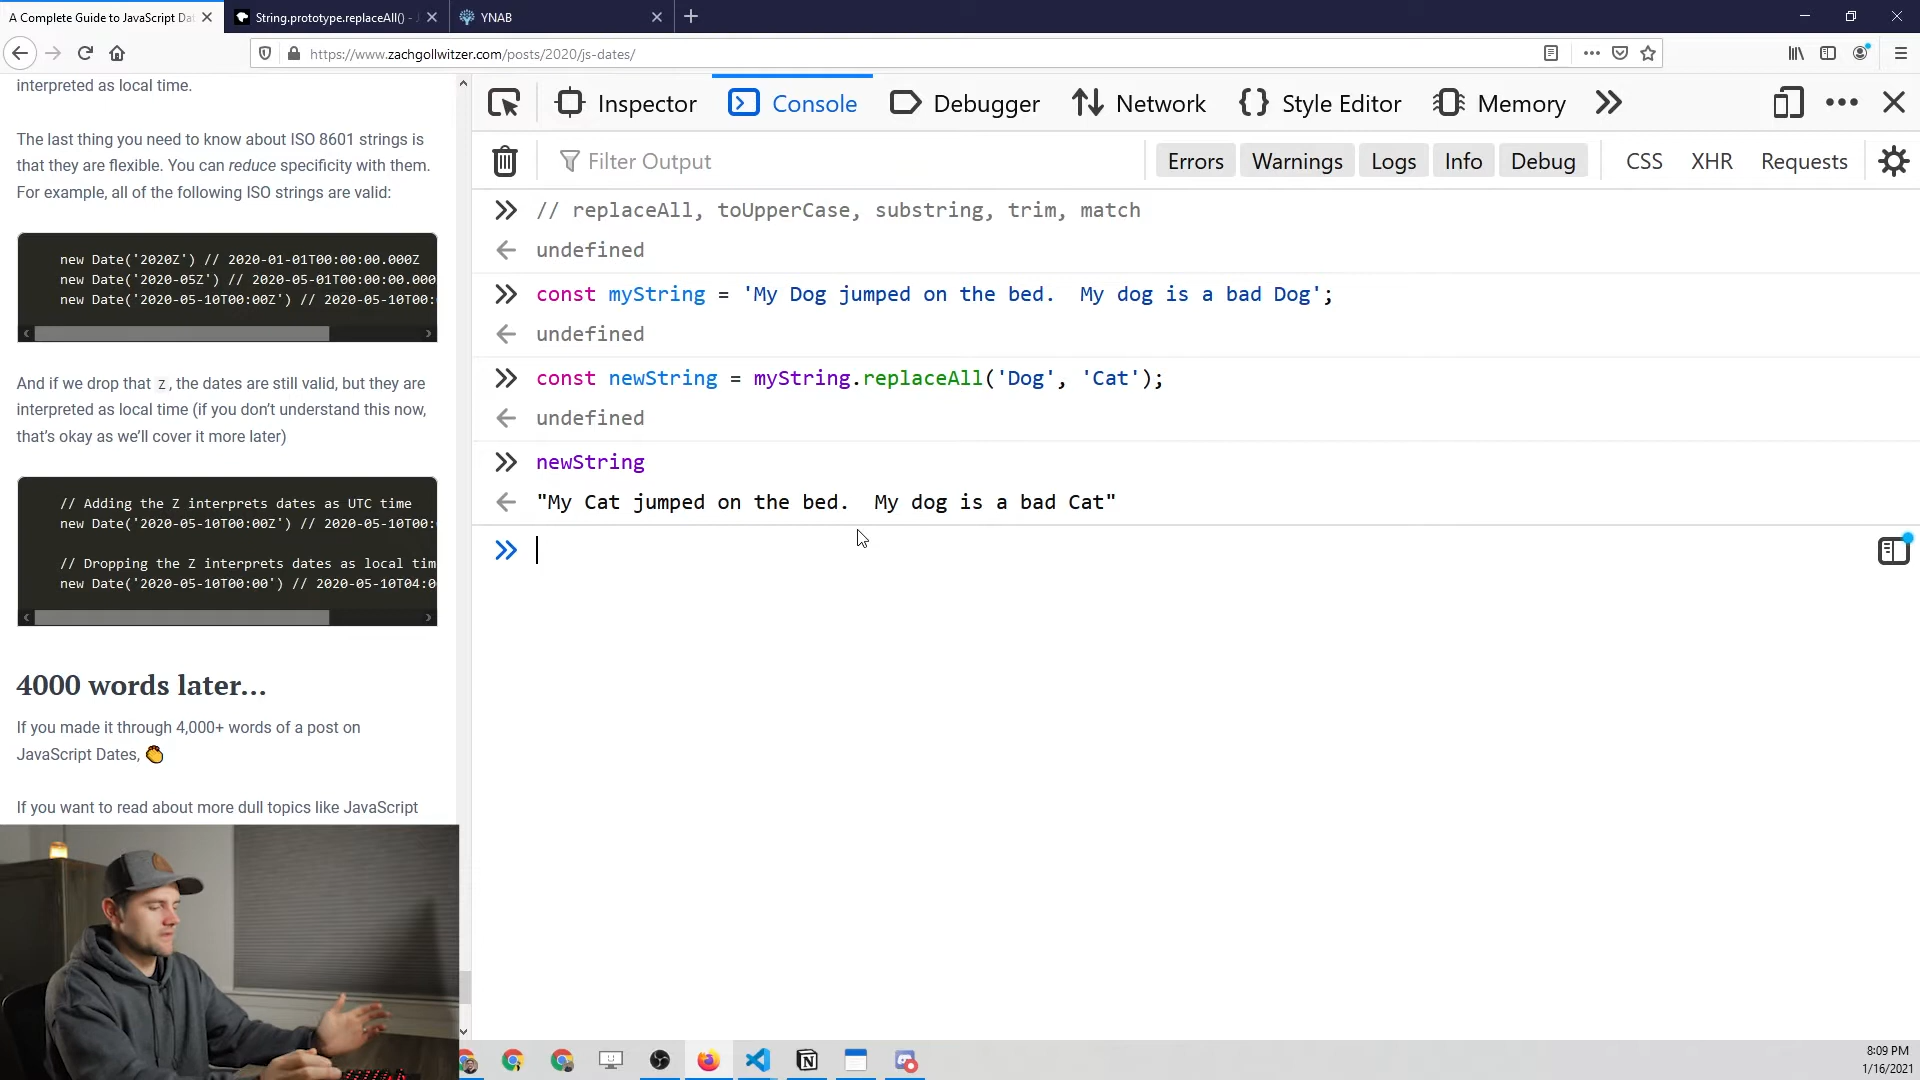 A Complete Guide to JavaScript Dat
String.prototype.replaceAll() -
YNAB
https://www.zachgollwitzer.com/posts/2020/js-dates/
interpreted as local time.
The last thing you need to know about ISO 8601 strings is
that they are flexible. You can reduce specificity with them.
For example, all of the following ISO strings are valid:
new Date('2020Z') // 2020-01-01T00:00:00.000Z
new Date('2020-05Z') // 2020-05-01T00:00:00.000
new Date('2020-05-10T00:00Z') // 2020-05-10T00:
And if we drop that Z, the dates are still valid, but they are
interpreted as local time (if you don't understand this now,
that's okay as we'll cover it more later)
// Adding the Z interprets dates as UTC time
new Date('2020-05-10T00:00Z') // 2020-05-10T00:
// Dropping the Z interprets dates as local tim
new Date('2020-05-10T00:00') // 2020-05-10T04:0
4000 words later...
If you made it through 4,000+ words of a post on
JavaScript Dates,
If you want to read about more dull topics like JavaScript
Inspector Console Debugger Network Style Editor Memory
Filter Output Errors Warnings Logs Info Debug CSS XHR Requests
// replaceAll, toUpperCase, substring, trim, match
undefined
const myString = 'My Dog jumped on the bed.  My dog is a bad Dog';
undefined
const newString = myString.replaceAll('Dog', 'Cat');
undefined
newString
"My Cat jumped on the bed.  My dog is a bad Cat"
8:09 PM
1/16/2021